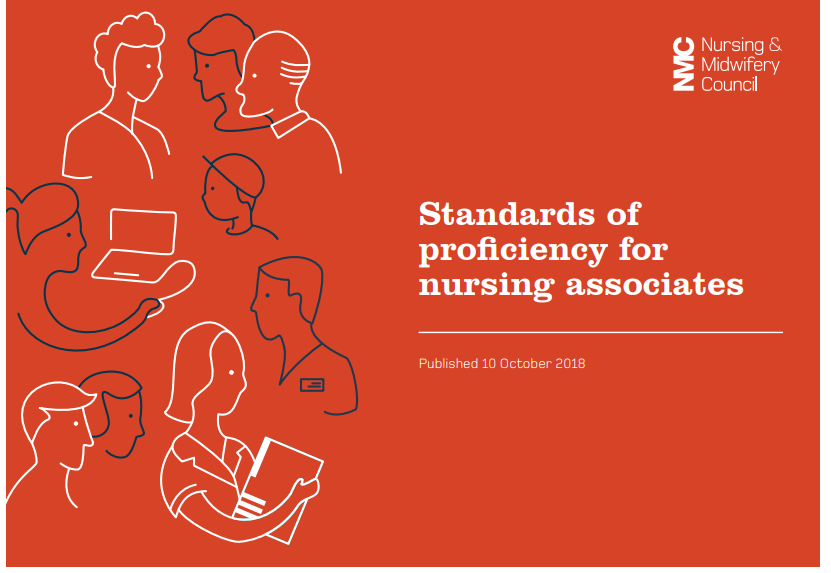 NMC
Nursing &
Midwifery
Council
Standards of
proficiency for
nursing associates
Published 10 October 2018